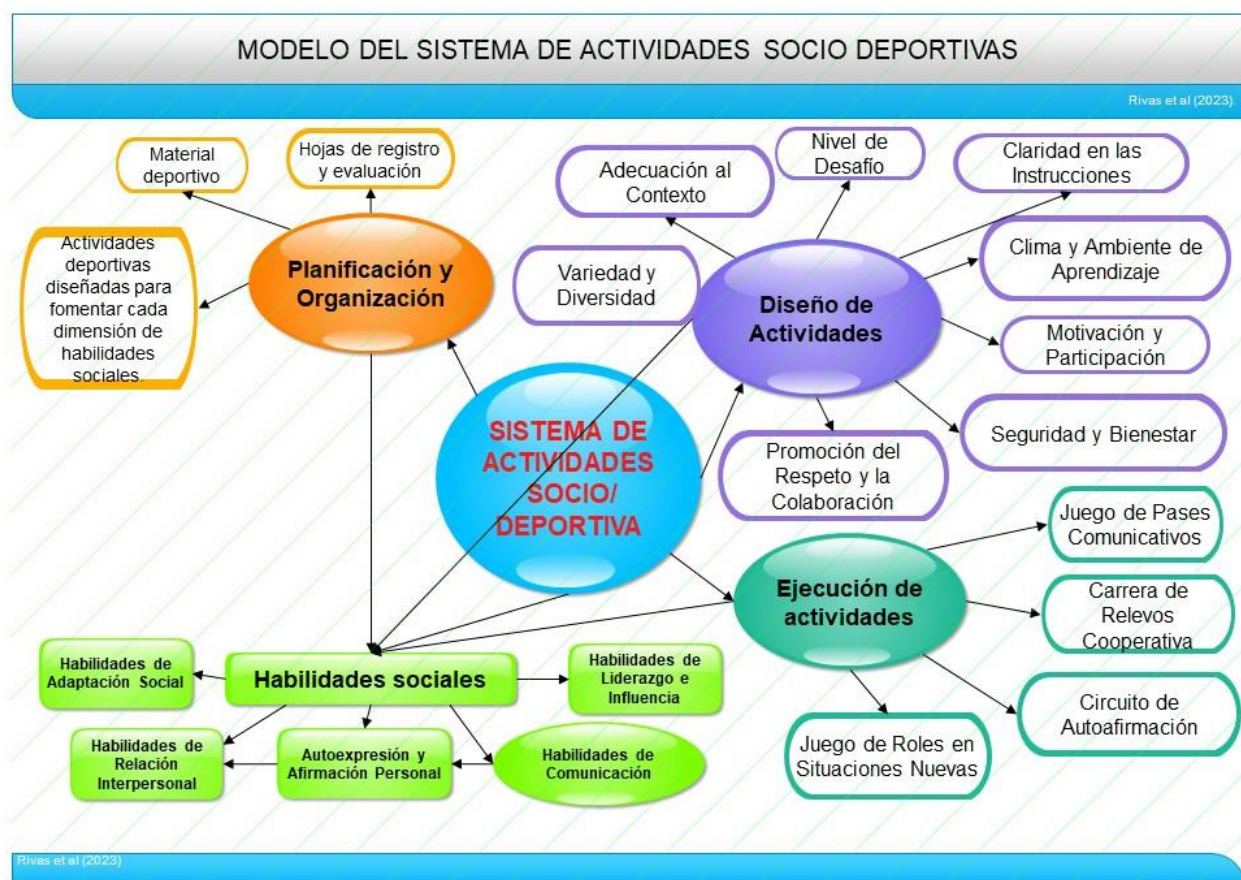 MODELO DEL SISTEMA DE ACTIVIDADES SOCIO DEPORTIVAS
Rivas et al (2023).
Material
deportivo
Hojas de registro
y evaluación
Actividades
deportivas
diseñadas para
fomentar cada
dimensión de
habilidades
sociales.
Planificación y
Organización
Adecuación al
Contexto
Nivel de
Desafío
Claridad en las
Instrucciones
Variedad y
Diversidad
Diseño de
Actividades
Clima y Ambiente de
Aprendizaje
Motivación y
Participación
Seguridad y Bienestar
Promoción del
Respeto y la
Colaboración
SISTEMA DE
ACTIVIDADES
SOCIO/
DEPORTIVA
Ejecución de
actividades
Juego de Pases
Comunicativos
Carrera de
Relevos
Cooperativa
Circuito de
Autoafirmación
Juego de Roles en
Situaciones Nuevas
Habilidades sociales
Habilidades de
Adaptación Social
Habilidades de
Liderazgo e
Influencia
Habilidades de
Relación
Interpersonal
Autoexpresión y
Afirmación Personal
Habilidades de
Comunicación
Rivas et al (2023)